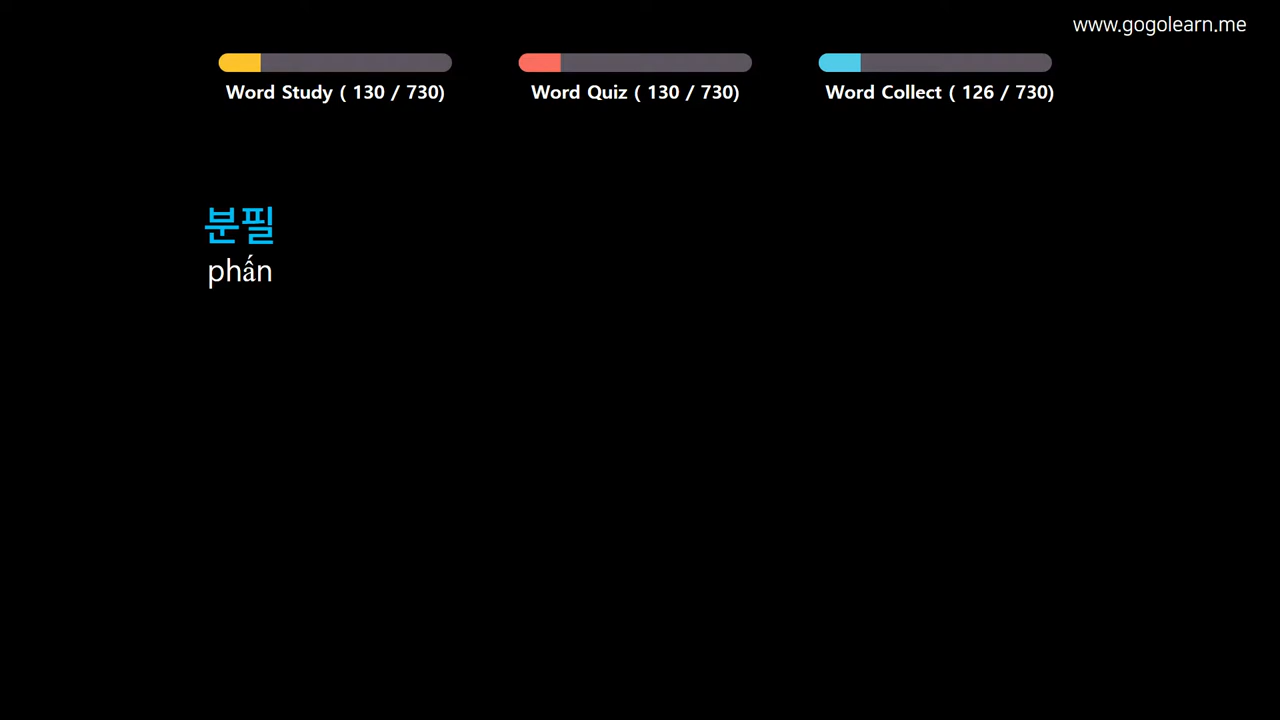 www.gogolearn.me
Word Study ( 130 / 730)
Word Quiz ( 130 / 730)
Word Collect ( 126 / 730)
분필
phấn